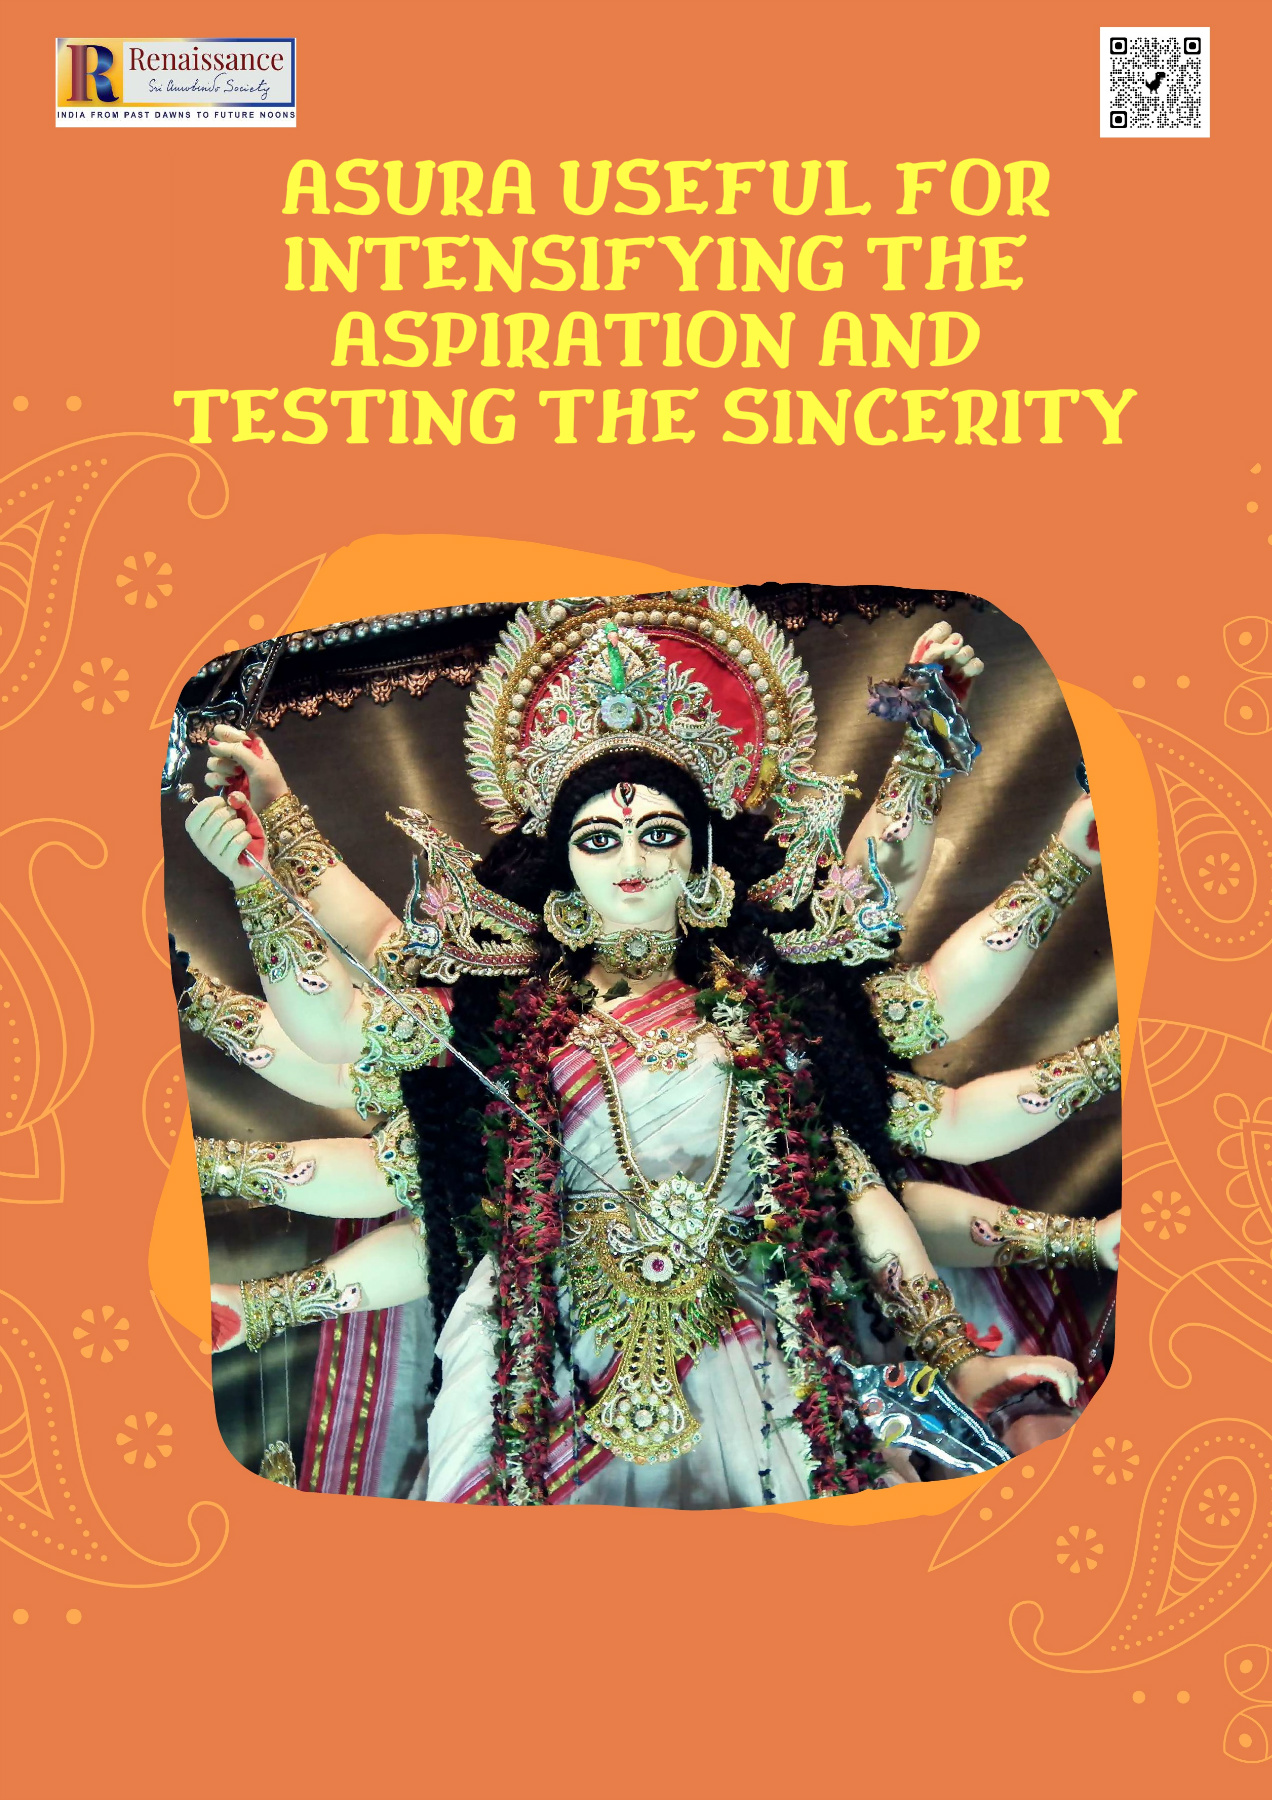 Renaissance
Sri Aurobindo Society
INDIA FROM PAST DAWNS TO FUTURE NOONS
ASURA USEFUL FOR
INTENSIFYING THE
ASPIRATION AND
TESTING THE SINCERITY